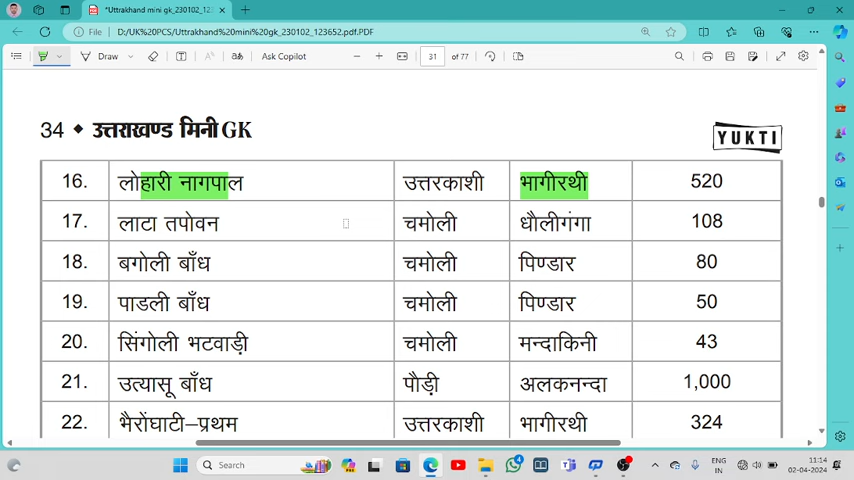 *Uttrakhand mini gk_230102_123
File
D:/UK%20PCS/Uttrakhand%20mini%20gk_230102_123652.pdf.PDF
Draw
Ask Copilot
31 of 77
34 ◆ उत्तराखण्ड मिनी GK
YUKTI
16. लोहारी नागपाल उत्तरकाशी भागीरथी 520
17. लाटा तपोवन चमोली धौलीगंगा 108
18. बगोली बाँध चमोली पिण्डार 80
19. पाडली बाँध चमोली पिण्डार 50
20. सिंगोली भटवाड़ी चमोली मन्दाकिनी 43
21. उत्यासू बाँध पौड़ी अलकनन्दा 1,000
22. भैरोंघाटी–प्रथम उत्तरकाशी भागीरथी 324
Search
4
ENG
IN
11:14
02-04-2024